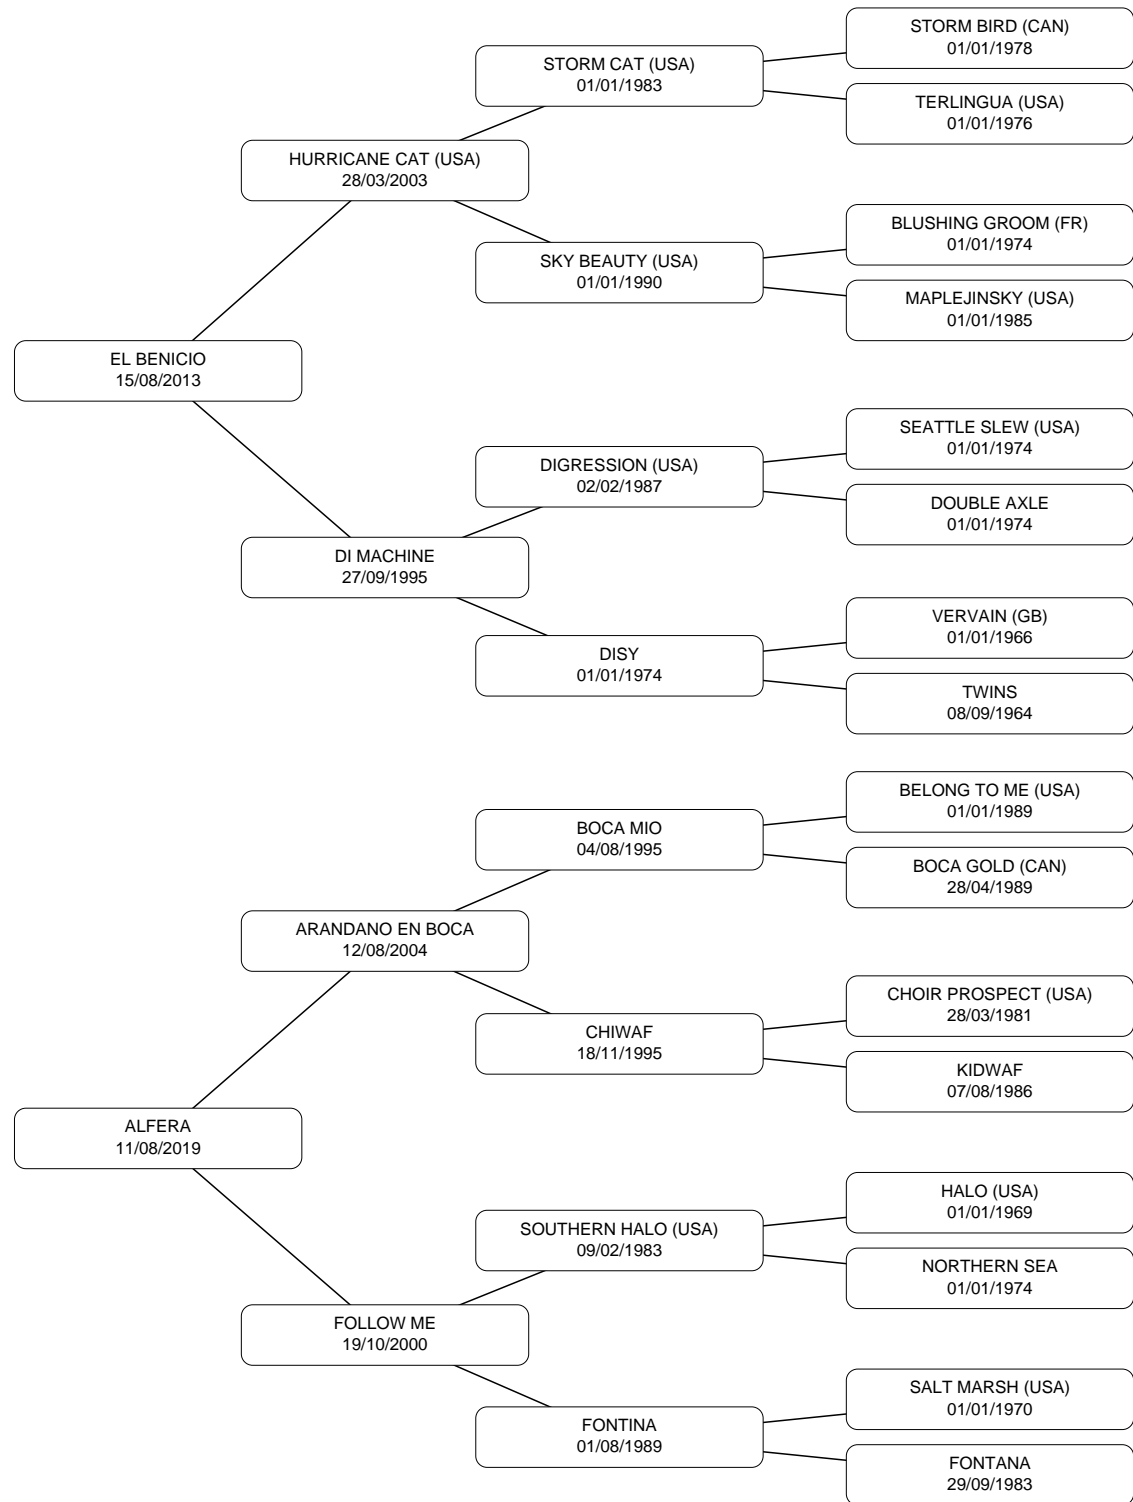 STORM BIRD (CAN)
01/01/1978
STORM CAT (USA)
01/01/1983
TERLINGUA (USA)
01/01/1976
HURRICANE CAT (USA)
28/03/2003
BLUSHING GROOM (FR)
01/01/1974
SKY BEAUTY (USA)
01/01/1990
MAPLEJINSKY (USA)
01/01/1985
EL BENICIO
15/08/2013
SEATTLE SLEW (USA)
01/01/1974
DIGRESSION (USA)
02/02/1987
DOUBLE AXLE
01/01/1974
DI MACHINE
27/09/1995
VERVAIN (GB)
01/01/1966
DISY
01/01/1974
TWINS
08/09/1964
BELONG TO ME (USA)
01/01/1989
BOCA MIO
04/08/1995
BOCA GOLD (CAN)
28/04/1989
ARANDANO EN BOCA
12/08/2004
CHOIR PROSPECT (USA)
28/03/1981
CHIWAF
18/11/1995
KIDWAF
07/08/1986
ALFERA
11/08/2019
HALO (USA)
01/01/1969
SOUTHERN HALO (USA)
09/02/1983
NORTHERN SEA
01/01/1974
FOLLOW ME
19/10/2000
SALT MARSH (USA)
01/01/1970
FONTINA
01/08/1989
FONTANA
29/09/1983